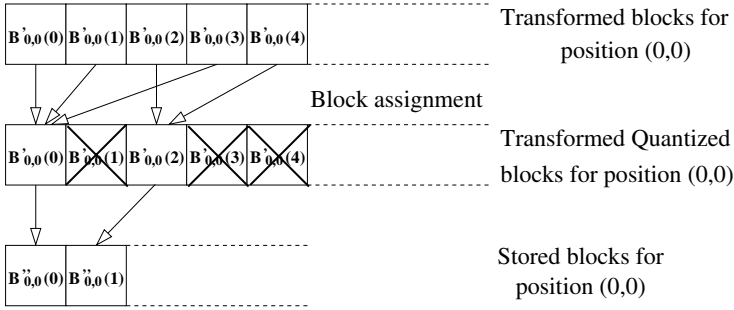 B'0,0(0) B'0,0(1) B'0,0(2) B'0,0(3) B'0,0(4)
Transformed blocks for
position (0,0)
Block assignment
B'0,0(0) B'0,0(1) B'0,0(2) B'0,0(3) B'0,0(4)
Transformed Quantized
blocks for position (0,0)
B''0,0(0) B''0,0(1)
Stored blocks for
position (0,0)